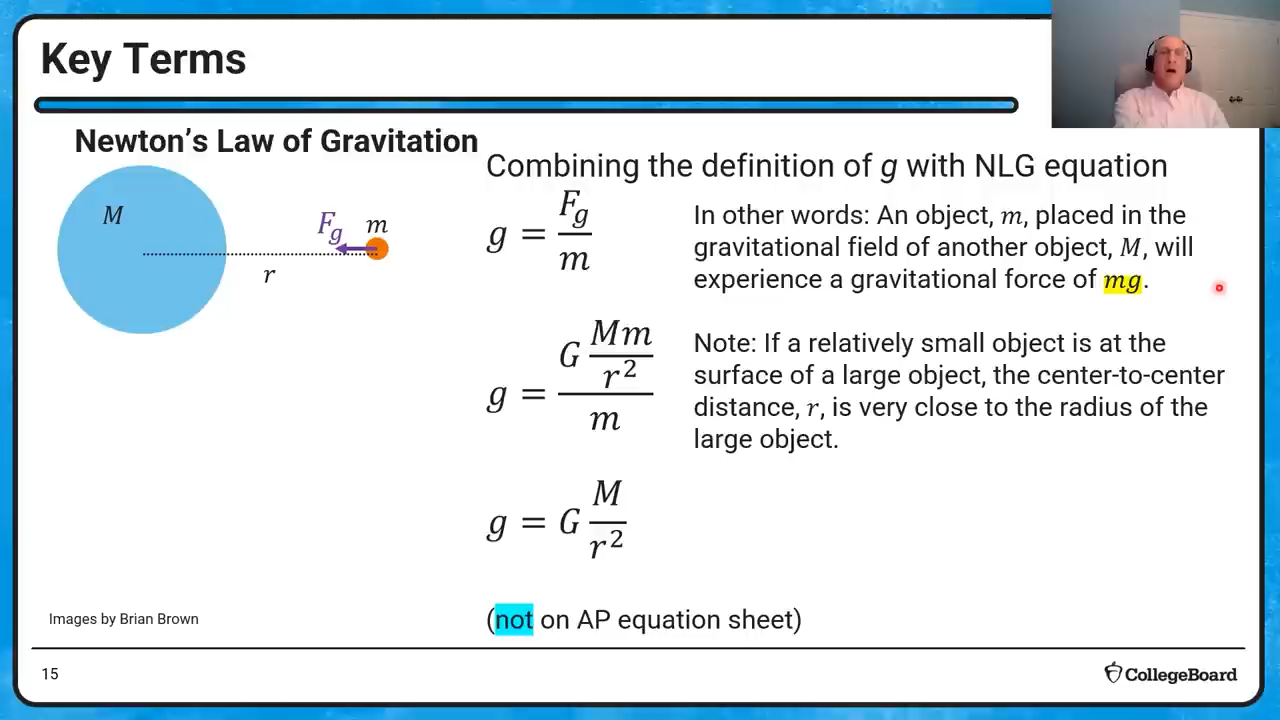 Key Terms
Newton's Law of Gravitation
M
F_g
m
r
Combining the definition of g with NLG equation
g = F_g / m
In other words: An object, m, placed in the
gravitational field of another object, M, will
experience a gravitational force of mg.
g = (G Mm / r²) / m
Note: If a relatively small object is at the
surface of a large object, the center-to-center
distance, r, is very close to the radius of the
large object.
g = G M / r²
(not on AP equation sheet)
Images by Brian Brown
15
CollegeBoard